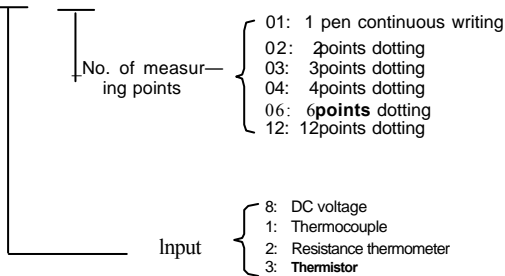 01: 1 pen continuous writing
02: 2points dotting
No. of measur—
03: 3points dotting
ing points
04: 4points dotting
06: 6points dotting
12: 12points dotting
8: DC voltage
1: Thermocouple
Input
2: Resistance thermometer
3: Thermistor